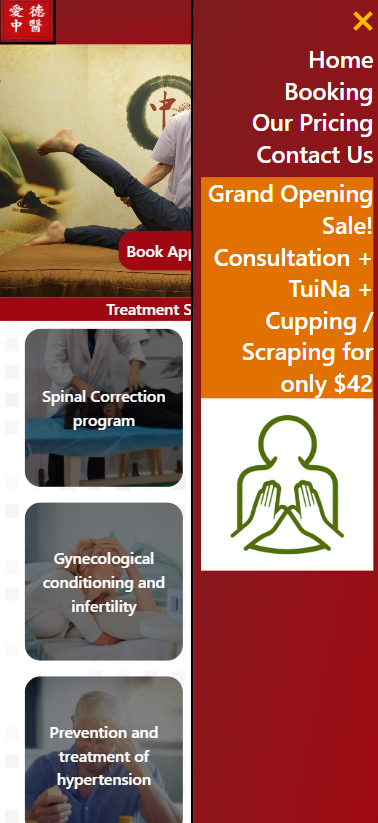 愛德
中醫
中
Book App
Treatment S
Spinal Correction
program
Gynecological
conditioning and
infertility
Prevention and
treatment of
hypertension
×
Home
Booking
Our Pricing
Contact Us
Grand Opening
Sale!
Consultation +
TuiNa +
Cupping /
Scraping for
only $42